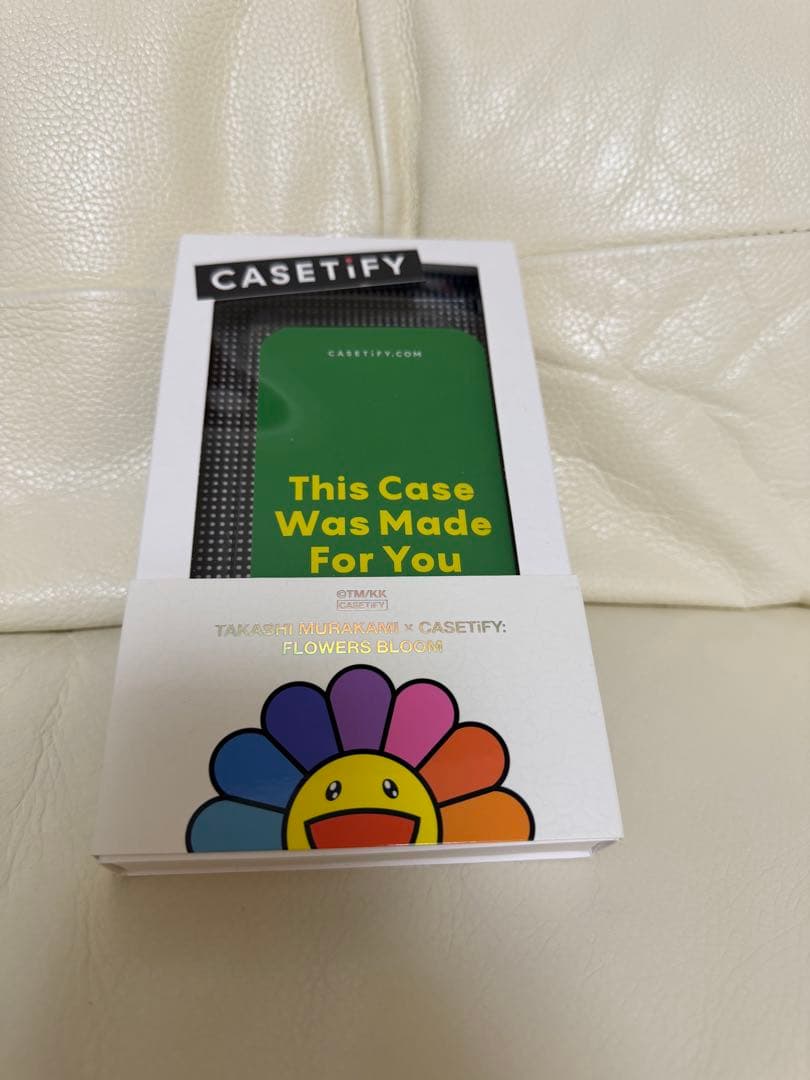 CASETiFY
CASETiFY.COM
This Case
Was Made
For You
©TM/KK
CASETiFY
TAKASHI MURAKAMI × CASETiFY:
FLOWERS BLOOM